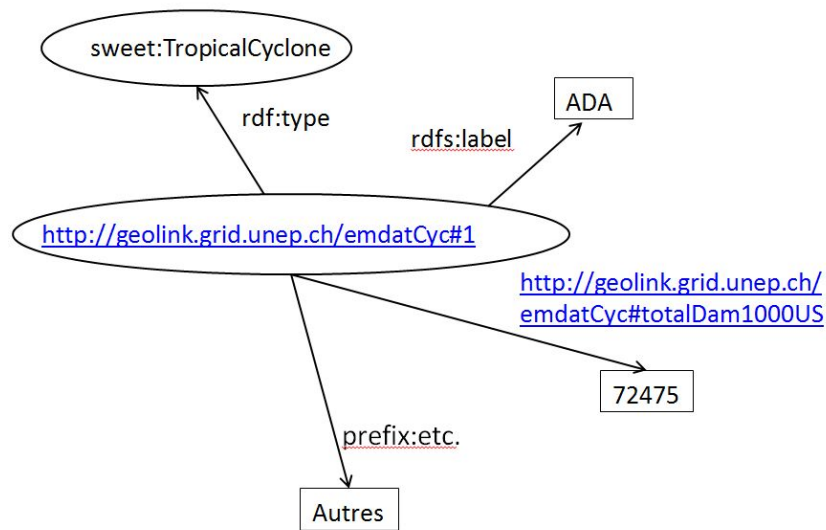 sweet:TropicalCyclone
rdf:type
ADA
rdfs:label
http://geolink.grid.unep.ch/emdatCyc#1
http://geolink.grid.unep.ch/
emdatCyc#totalDam1000US
72475
prefix:etc.
Autres